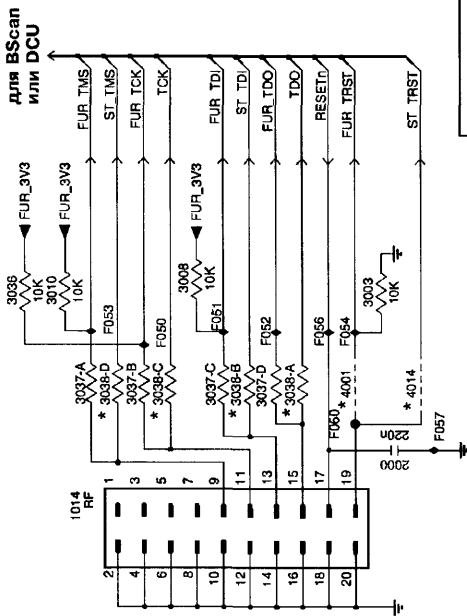 для BScan
или DCU
FUR_TMS
ST_TMS
FUR_TCK
TCK
FUR_TDI
ST_TDI
FUR_TDO
TDO
RESETn
FUR_TRST
ST_TRST
FUR_3V3
FUR_3V3
FUR_3V3
3036
10K
3010
10K
3008
10K
3003
10K
F053
F050
F051
F052
F056
F054
3037-A
* 3038-D
3037-B
* 3038-C
3037-C
* 3038-B
3037-D
* 3038-A
F060
* 4001
* 4014
2000
220n
F057
1014
RF
1
3
5
7
9
11
13
15
17
19
2
4
6
8
10
12
14
16
18
20